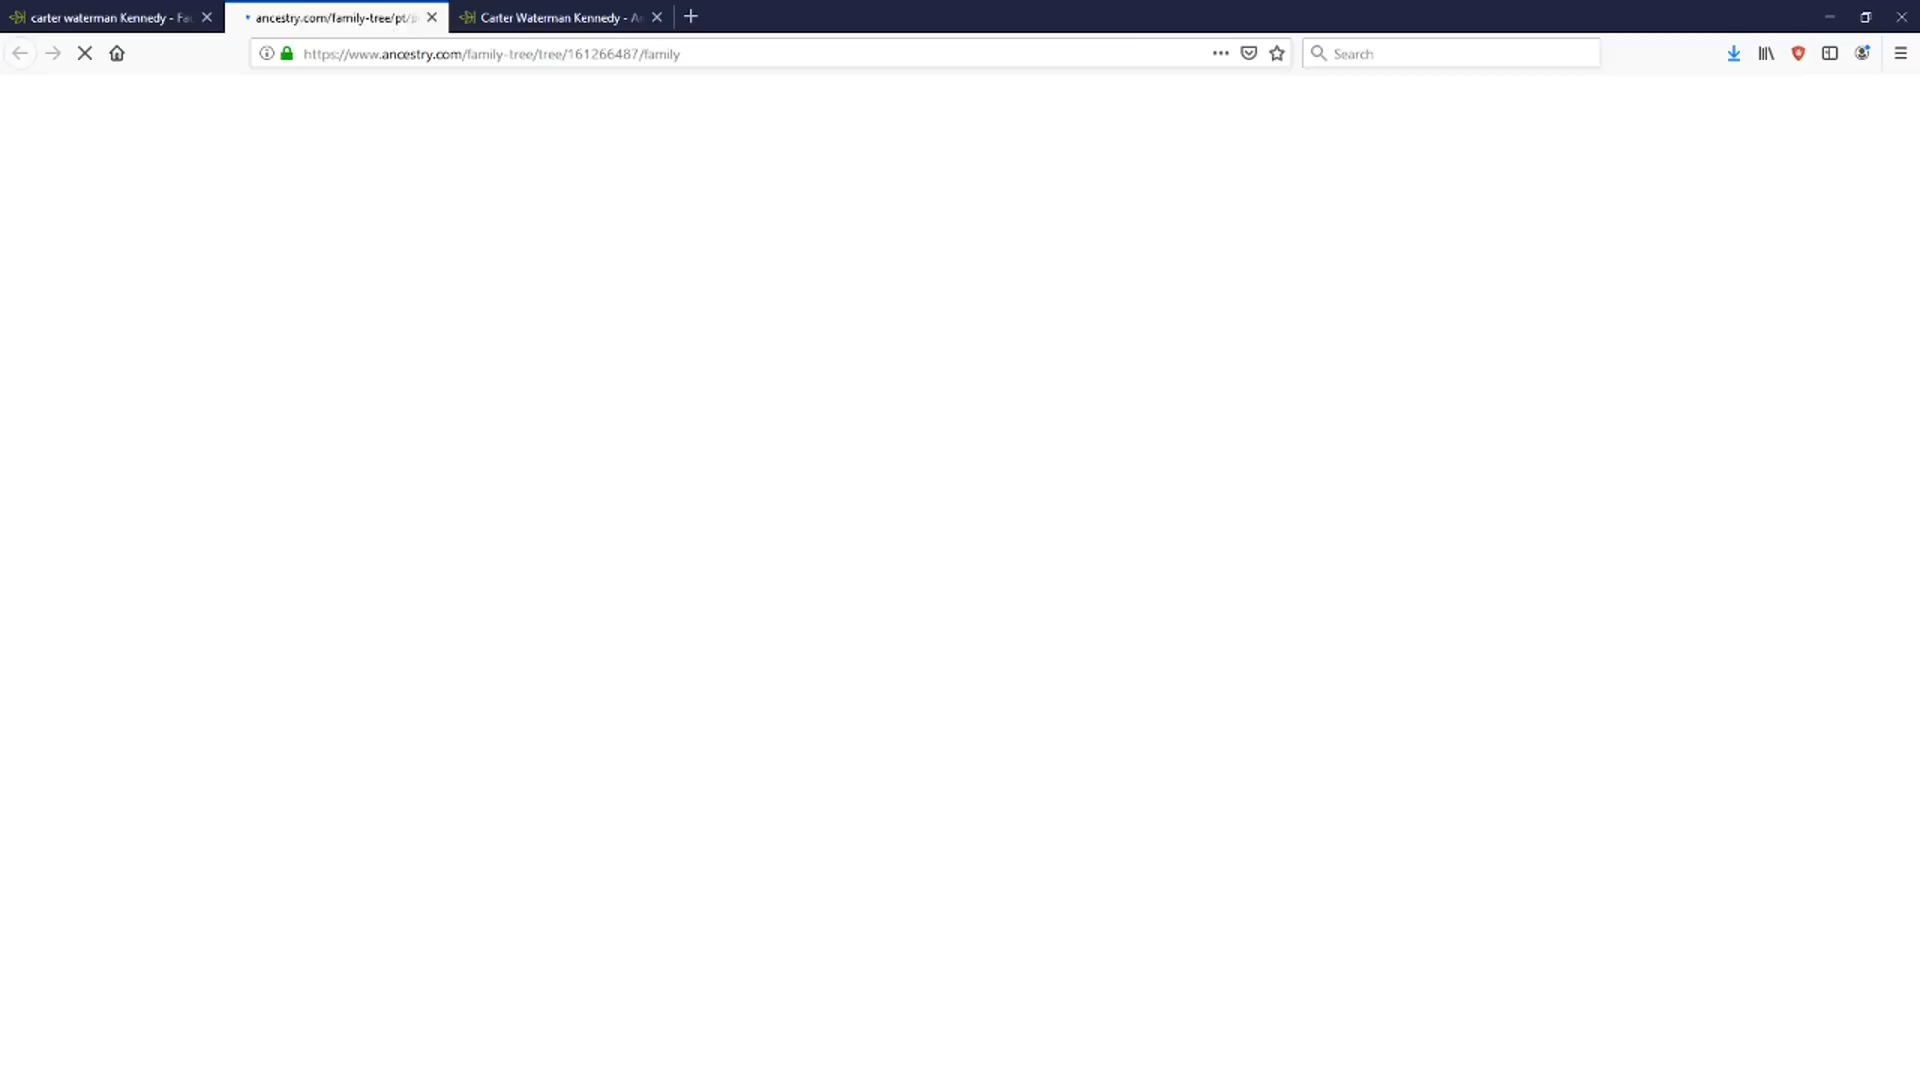 carter waterman Kennedy - Fa
ancestry.com/family-tree/pt/p
Carter Waterman Kennedy - A
https://www.ancestry.com/family-tree/tree/161266487/family
Search